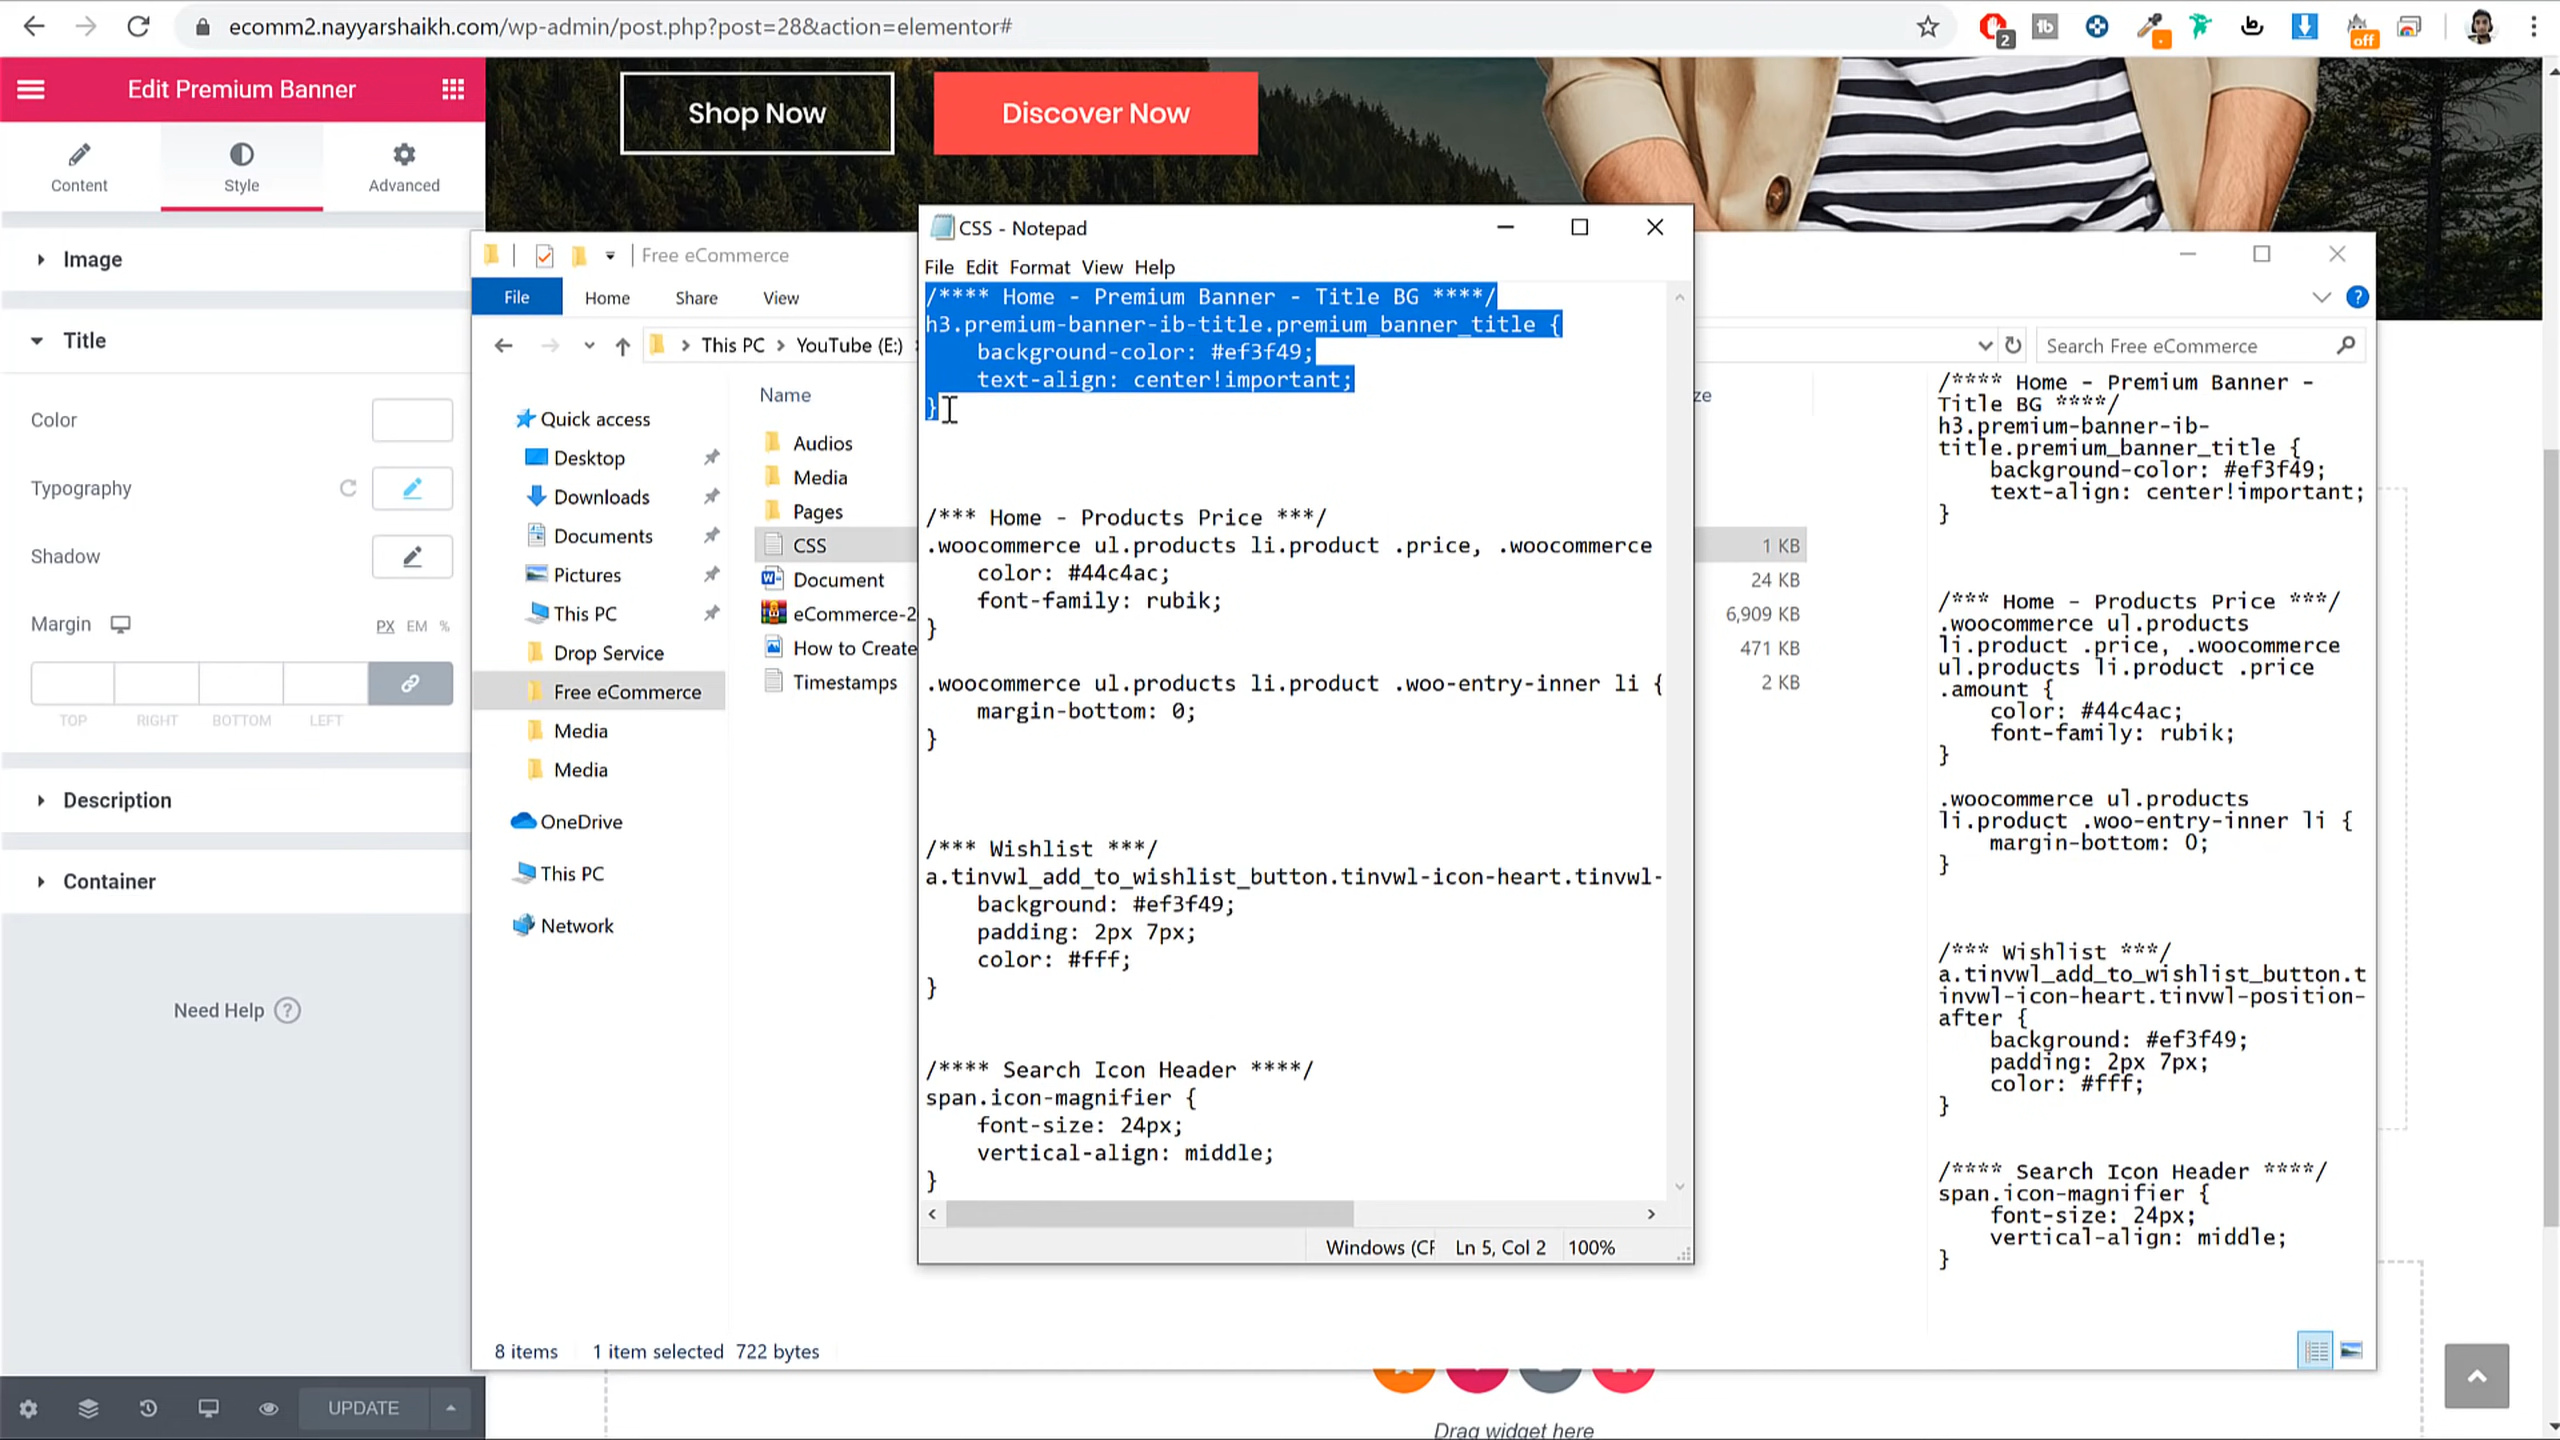 ecomm2.nayyarshaikh.com/wp-admin/post.php?post=28&action=elementor#
2
off
Edit Premium Banner
Content
Style
Advanced
Image
Title
Color
Typography
Shadow
Margin
PX EM %
TOP RIGHT BOTTOM LEFT
Description
Container
Need Help ?
UPDATE
Shop Now
Discover Now
Free eCommerce
File
Home
Share
View
This PC
YouTube (E:)
Search Free eCommerce
Quick access
Desktop
Downloads
Documents
Pictures
This PC
Drop Service
Free eCommerce
Media
Media
OneDrive
This PC
Network
Name
ze
Audios
Media
Pages
CSS
1 KB
Document
24 KB
eCommerce-2
6,909 KB
How to Create
471 KB
Timestamps
2 KB
8 items
1 item selected 722 bytes
CSS - Notepad
File Edit Format View Help
/**** Home - Premium Banner - Title BG ****/
h3.premium-banner-ib-title.premium_banner_title {
background-color: #ef3f49;
text-align: center!important;
}
/*** Home - Products Price ***/
.woocommerce ul.products li.product .price, .woocommerce
color: #44c4ac;
font-family: rubik;
}
.woocommerce ul.products li.product .woo-entry-inner li {
margin-bottom: 0;
}
/*** Wishlist ***/
a.tinvwl_add_to_wishlist_button.tinvwl-icon-heart.tinvwl-
background: #ef3f49;
padding: 2px 7px;
color: #fff;
}
/**** Search Icon Header ****/
span.icon-magnifier {
font-size: 24px;
vertical-align: middle;
}
Windows (CF
Ln 5, Col 2
100%
/**** Home - Premium Banner -
Title BG ****/
h3.premium-banner-ib-
title.premium_banner_title {
background-color: #ef3f49;
text-align: center!important;
}
/*** Home - Products Price ***/
.woocommerce ul.products
li.product .price, .woocommerce
ul.products li.product .price
.amount {
color: #44c4ac;
font-family: rubik;
}
.woocommerce ul.products
li.product .woo-entry-inner li {
margin-bottom: 0;
}
/*** Wishlist ***/
a.tinvwl_add_to_wishlist_button.t
invwl-icon-heart.tinvwl-position-
after {
background: #ef3f49;
padding: 2px 7px;
color: #fff;
}
/**** Search Icon Header ****/
span.icon-magnifier {
font-size: 24px;
vertical-align: middle;
}
Drag widget here